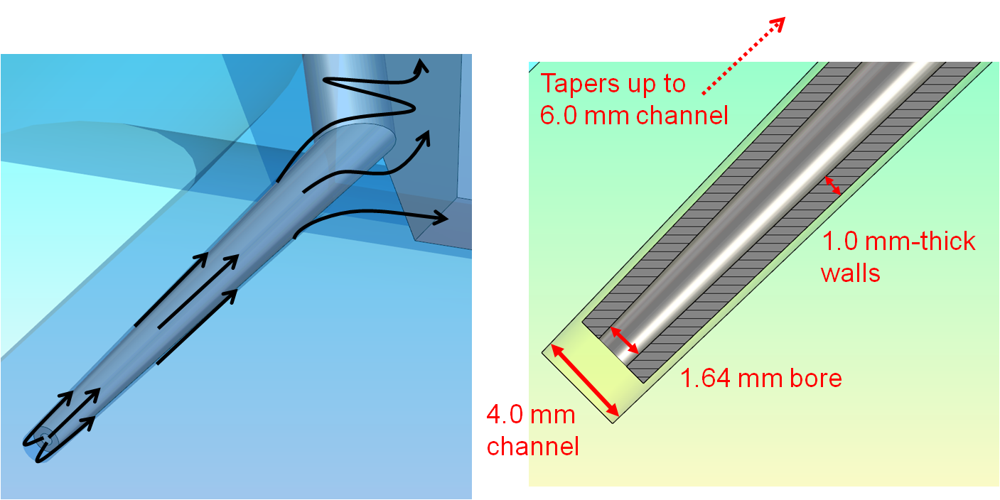 Tapers up to
6.0 mm channel
1.0 mm-thick
walls
1.64 mm bore
4.0 mm
channel